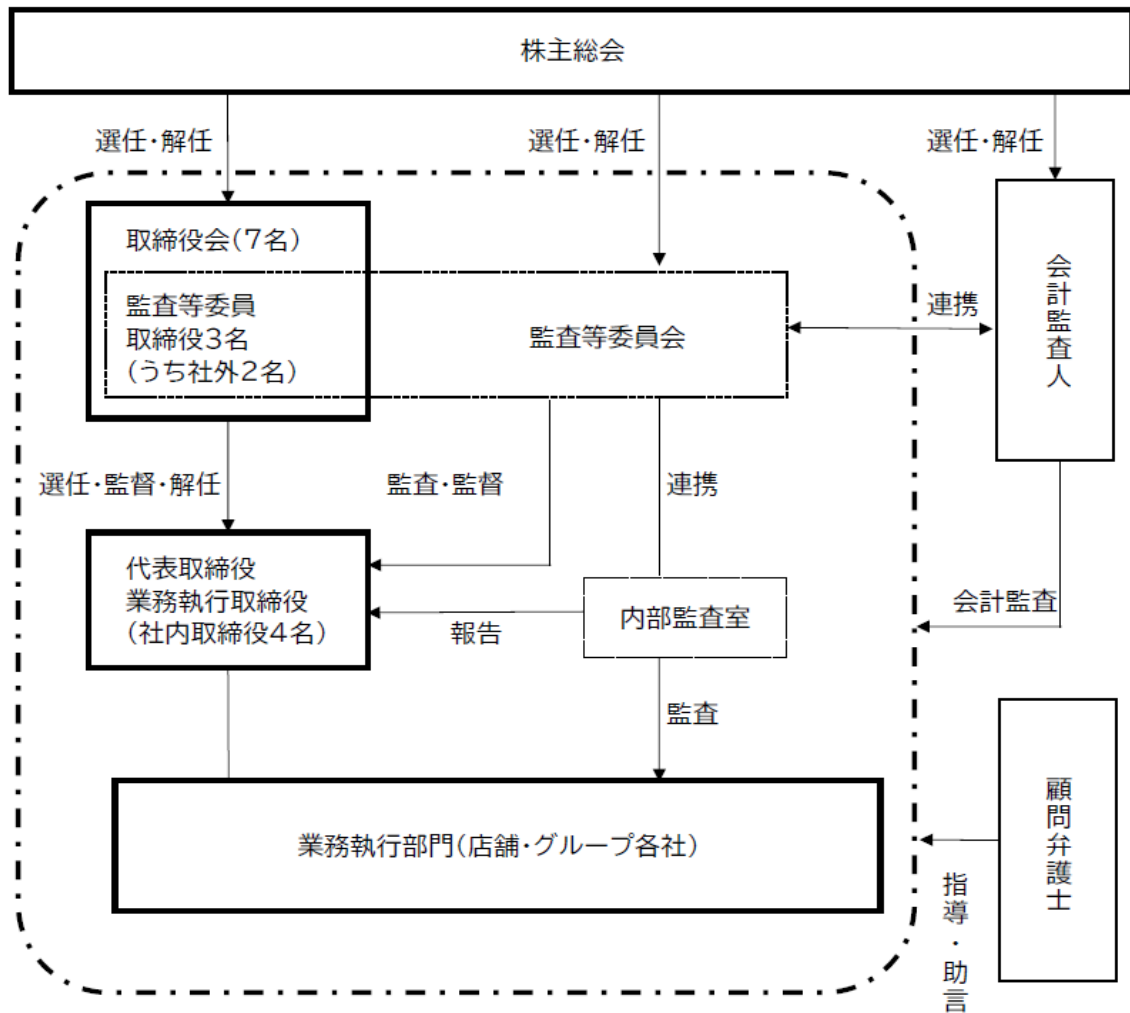 株主総会
選任・解任
選任・解任
選任・解任
取締役会(7名)
監査等委員
取締役3名
(うち社外2名)
監査等委員会
連携
会計監査人
選任・監督・解任
監査・監督
連携
代表取締役
業務執行取締役
(社内取締役4名)
報告
内部監査室
会計監査
監査
業務執行部門(店舗・グループ各社)
顧問弁護士
指導・助言